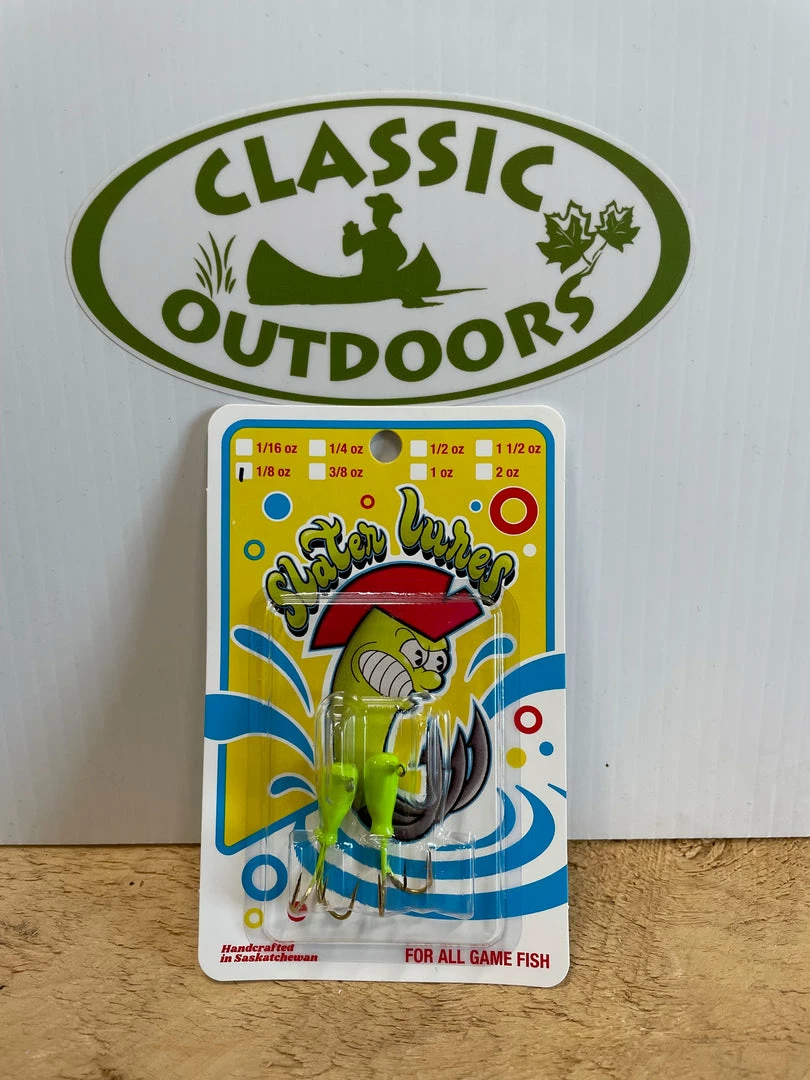 CLASSIC
OUTDOORS
1/16 oz 1/4 oz 1/2 oz 1 1/2 oz
1/8 oz 3/8 oz 1 oz 2 oz
Slater Lures
Handcrafted
in Saskatchewan
FOR ALL GAME FISH